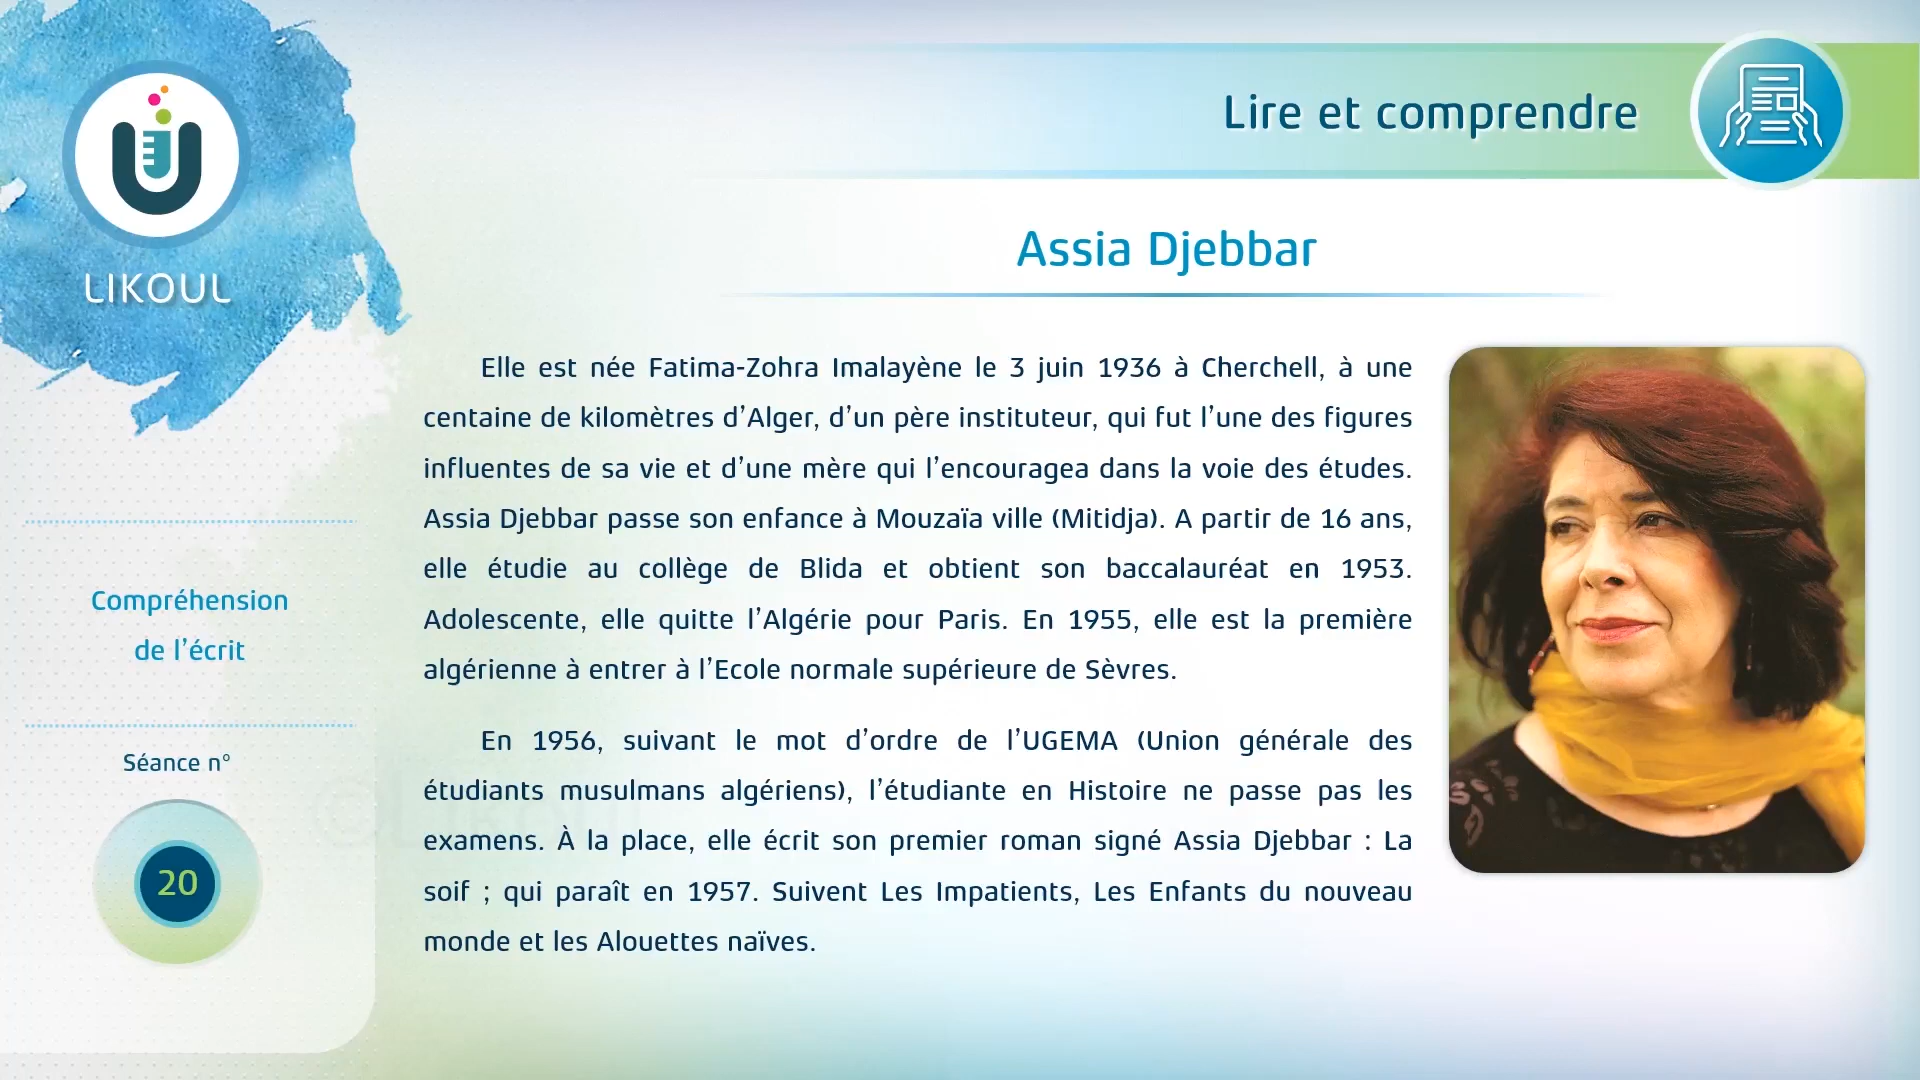 LIKOUL
Lire et comprendre
Assia Djebbar
Elle est née Fatima-Zohra Imalayène le 3 juin 1936 à Cherchell, à une
centaine de kilomètres d’Alger, d’un père instituteur, qui fut l’une des figures
influentes de sa vie et d’une mère qui l’encouragea dans la voie des études.
Assia Djebbar passe son enfance à Mouzaïa ville (Mitidja). A partir de 16 ans,
elle étudie au collège de Blida et obtient son baccalauréat en 1953.
Adolescente, elle quitte l’Algérie pour Paris. En 1955, elle est la première
algérienne à entrer à l’Ecole normale supérieure de Sèvres.
En 1956, suivant le mot d’ordre de l’UGEMA (Union générale des
étudiants musulmans algériens), l’étudiante en Histoire ne passe pas les
examens. À la place, elle écrit son premier roman signé Assia Djebbar : La
soif ; qui paraît en 1957. Suivent Les Impatients, Les Enfants du nouveau
monde et les Alouettes naïves.
Compréhension
de l’écrit
Séance n°
20